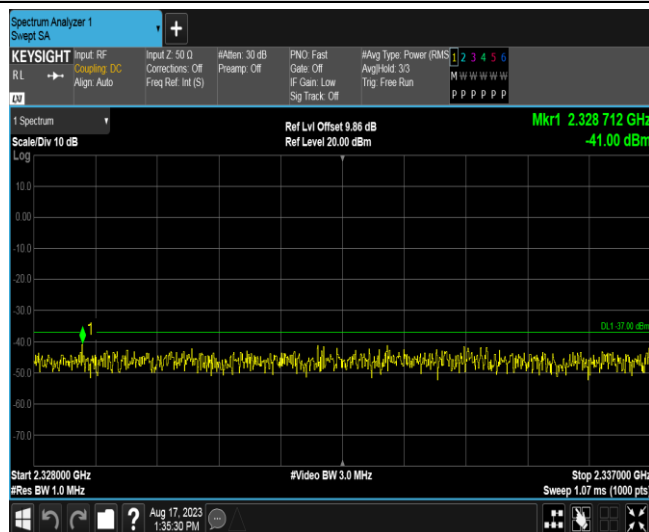 Spectrum Analyzer 1
Swept SA
+
KEYSIGHT Input: RF Input Z: 50 Ω #Atten: 30 dB PNO: Fast #Avg Type: Power (RMS 1 2 3 4 5 6
RL Coupling: DC Corrections: Off Preamp: Off Gate: Off Avg|Hold: 3/3 M W W W W W
Align: Auto Freq Ref: Int (S) IF Gain: Low Trig: Free Run
Sig Track: Off P P P P P P
LXI
1 Spectrum Ref Lvl Offset 9.86 dB Mkr1 2.328 712 GHz
Scale/Div 10 dB Ref Level 20.00 dBm -41.00 dBm
Log
10.0
0.00
-10.0
-20.0
-30.0
DL1 -37.00 dBm
1
-40.0
-50.0
-60.0
-70.0
Start 2.328000 GHz #Video BW 3.0 MHz Stop 2.337000 GHz
#Res BW 1.0 MHz Sweep 1.07 ms (1000 pts)
? Aug 17, 2023
1:35:30 PM